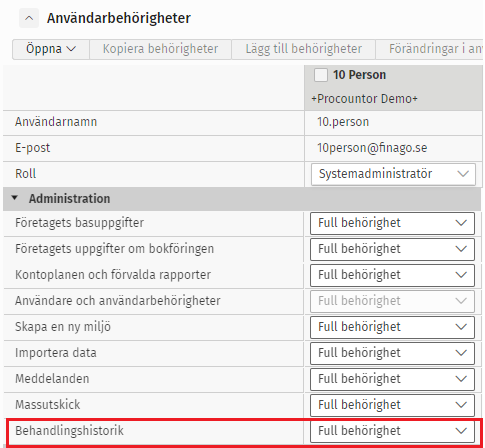 Användarbehörigheter
Öppna Kopiera behörigheter Lägg till behörigheter Förändringar i
10 Person
+Procountor Demo+
Användarnamn 10.person
E-post 10person@finago.se
Roll Systemadministratör
Administration
Företagets basuppgifter Full behörighet
Företagets uppgifter om bokföringen Full behörighet
Kontoplanen och förvalda rapporter Full behörighet
Användare och användarbehörigheter Full behörighet
Skapa en ny miljö Full behörighet
Importera data Full behörighet
Meddelanden Full behörighet
Massutskick Full behörighet
Behandlingshistorik Full behörighet